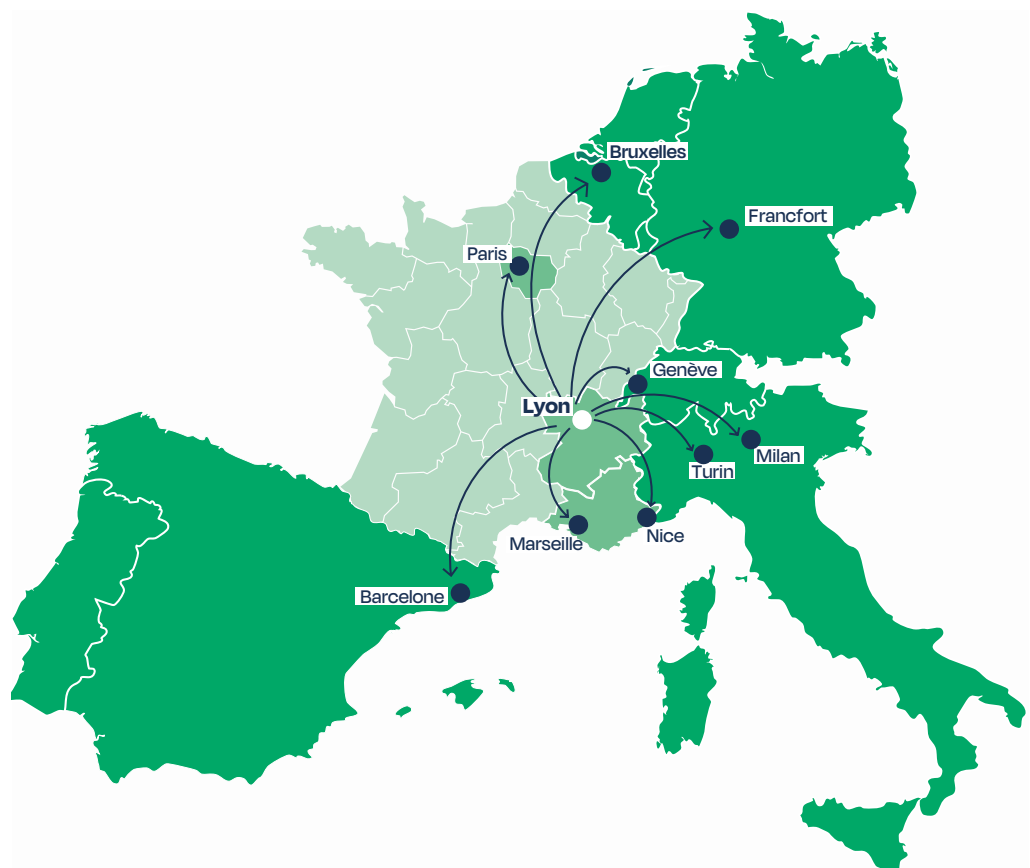 Bruxelles
Francfort
Paris
Genève
Lyon
Milan
Turin
Nice
Marseille
Barcelone